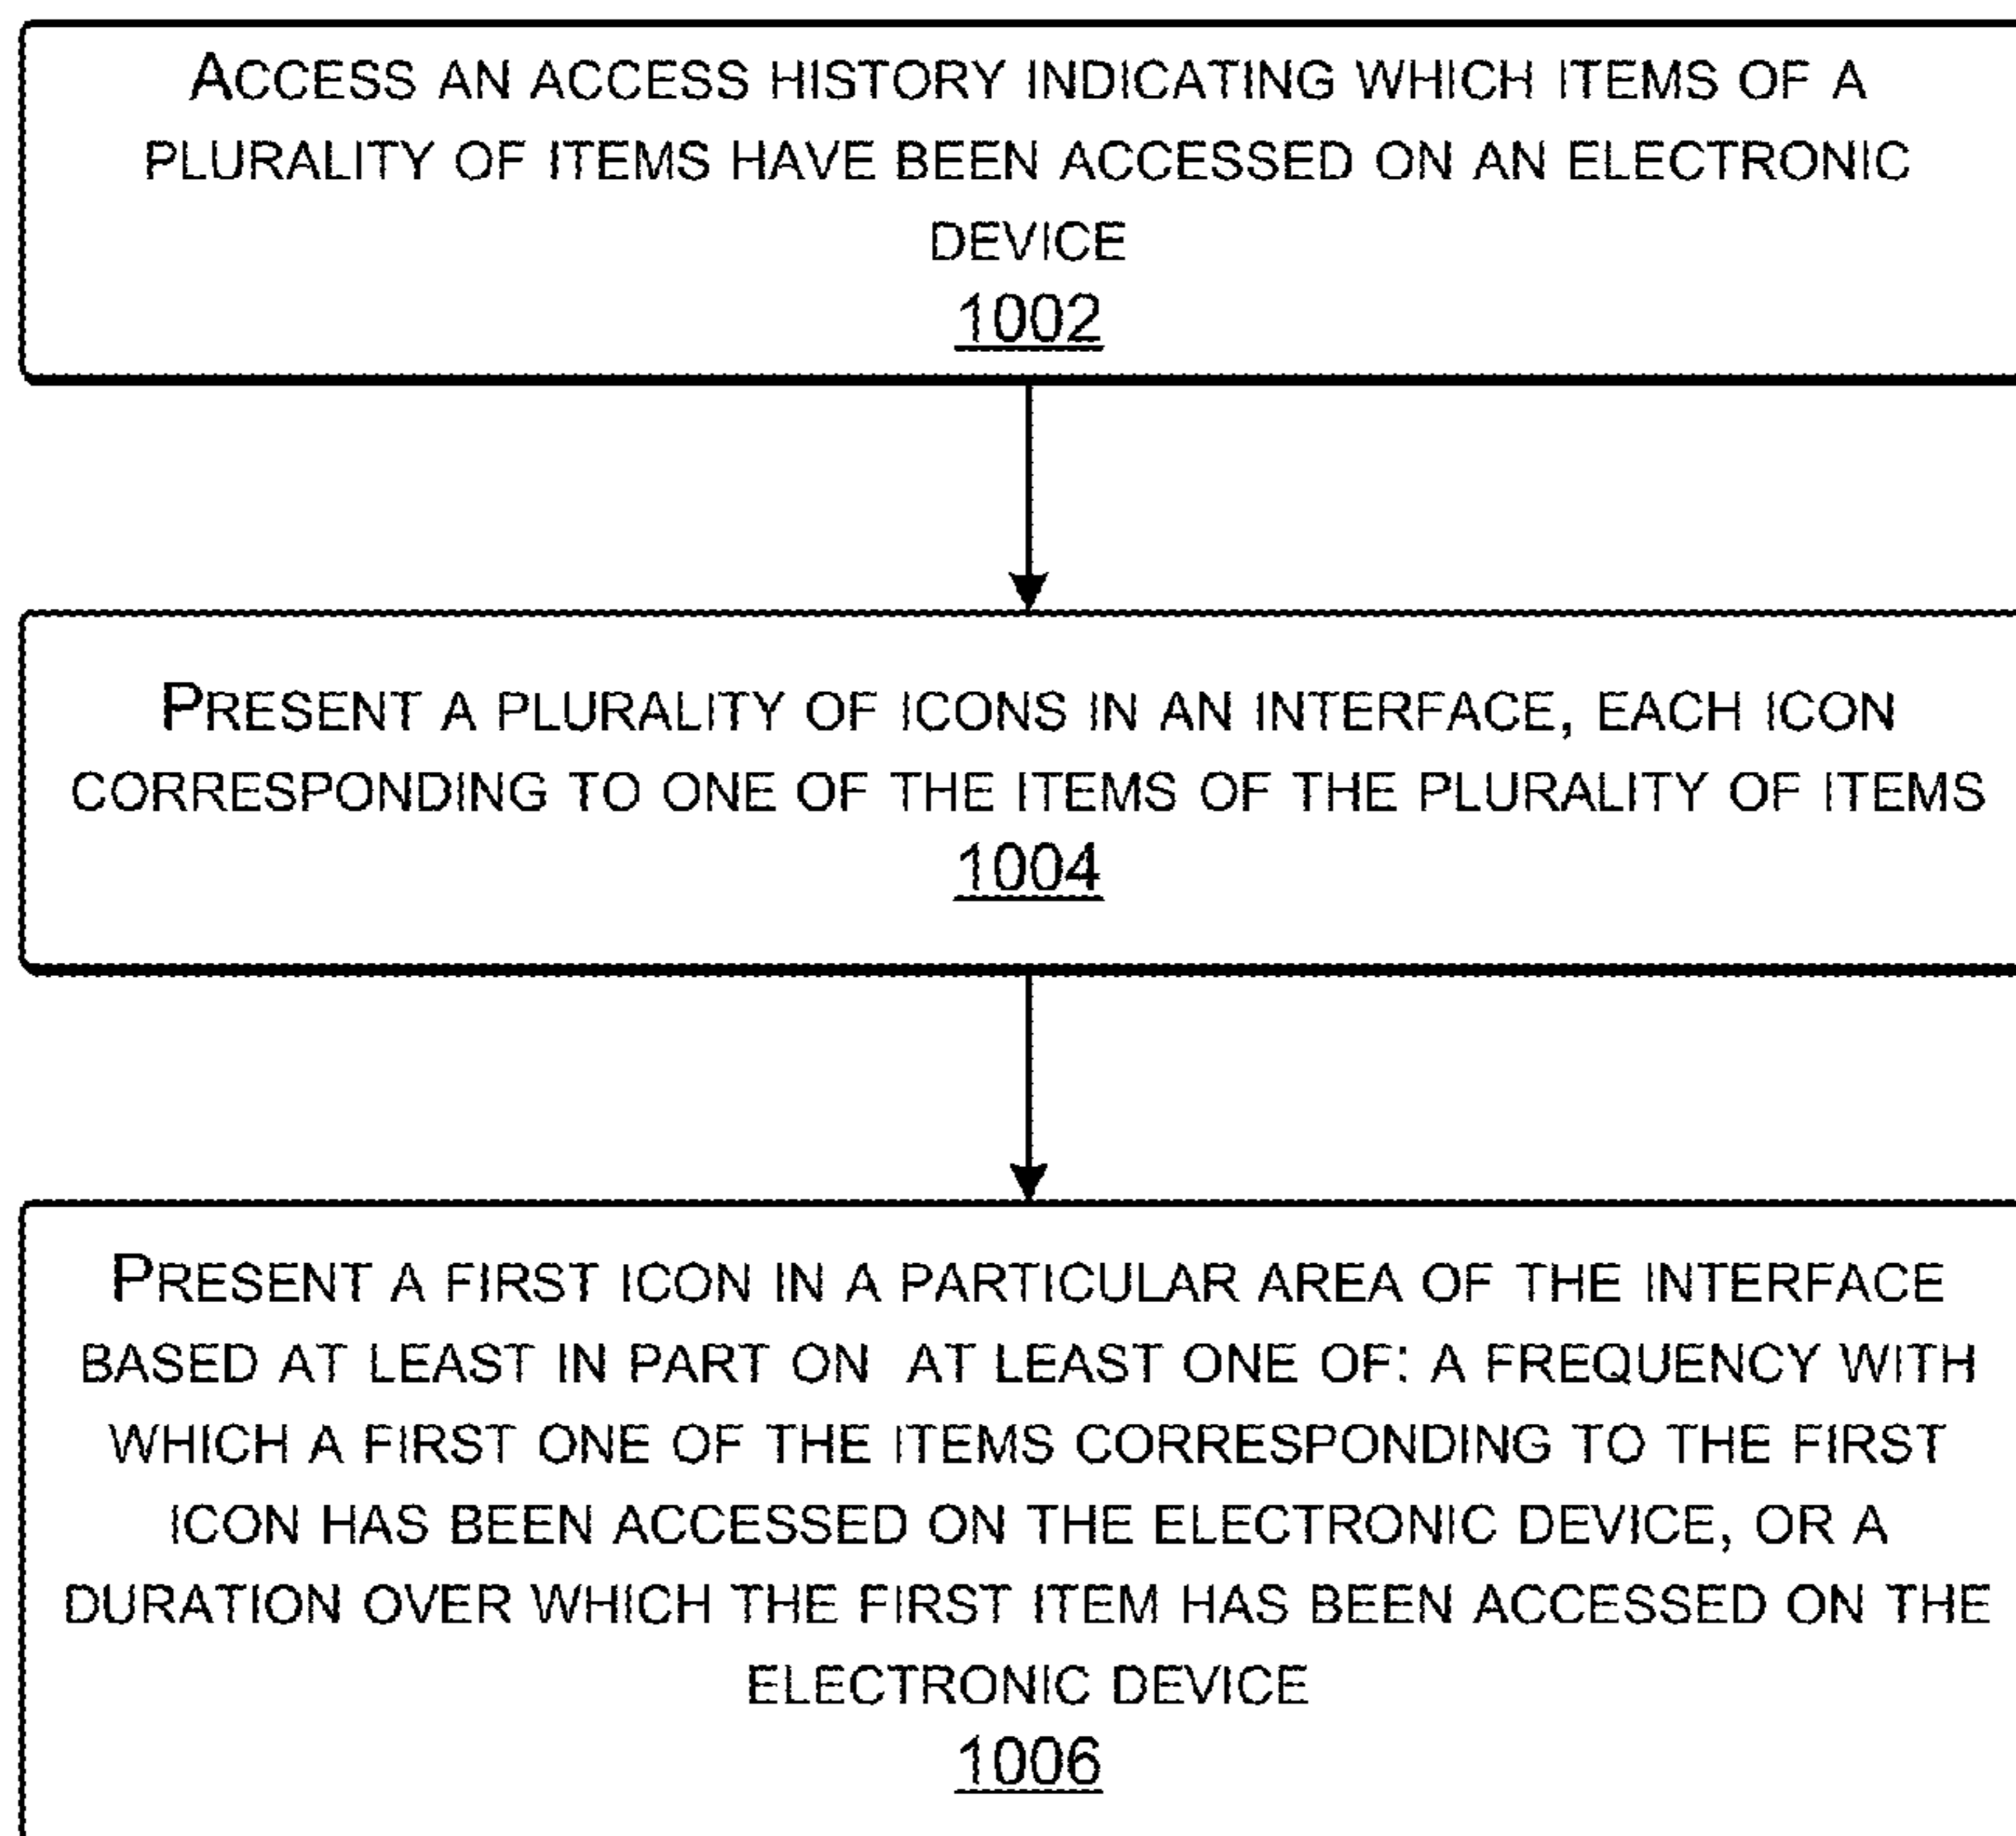 ACCESS AN ACCESS HISTORY INDICATING WHICH ITEMS OF A
PLURALITY OF ITEMS HAVE BEEN ACCESSED ON AN ELECTRONIC
DEVICE
1002
PRESENT A PLURALITY OF ICONS IN AN INTERFACE, EACH ICON
CORRESPONDING TO ONE OF THE ITEMS OF THE PLURALITY OF ITEMS
1004
PRESENT A FIRST ICON IN A PARTICULAR AREA OF THE INTERFACE
BASED AT LEAST IN PART ON AT LEAST ONE OF: A FREQUENCY WITH
WHICH A FIRST ONE OF THE ITEMS CORRESPONDING TO THE FIRST
ICON HAS BEEN ACCESSED ON THE ELECTRONIC DEVICE, OR A
DURATION OVER WHICH THE FIRST ITEM HAS BEEN ACCESSED ON THE
ELECTRONIC DEVICE
1006